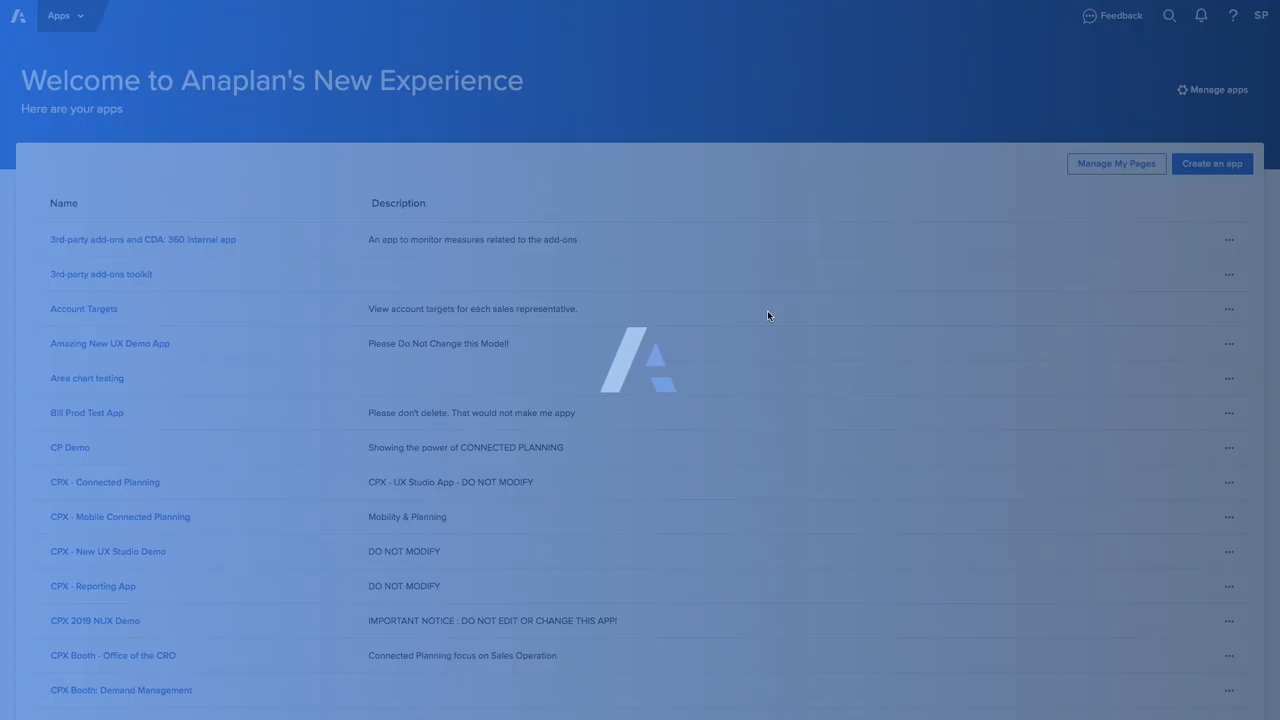 Apps
Feedback
SP
Welcome to Anaplan's New Experience
Here are your apps
Manage apps
Manage My Pages
Create an app
Name Description
3rd-party add-ons and CDA: 360 internal app An app to monitor measures related to the add-ons
3rd-party add-ons toolkit
Account Targets View account targets for each sales representative.
Amazing New UX Demo App Please Do Not Change this Model!
Area chart testing
Bill Prod Test App Please don't delete. That would not make me appy
CP Demo Showing the power of CONNECTED PLANNING
CPX - Connected Planning CPX - UX Studio App - DO NOT MODIFY
CPX - Mobile Connected Planning Mobility & Planning
CPX - New UX Studio Demo DO NOT MODIFY
CPX - Reporting App DO NOT MODIFY
CPX 2019 NUX Demo IMPORTANT NOTICE : DO NOT EDIT OR CHANGE THIS APP!
CPX Booth - Office of the CRO Connected Planning focus on Sales Operation
CPX Booth: Demand Management